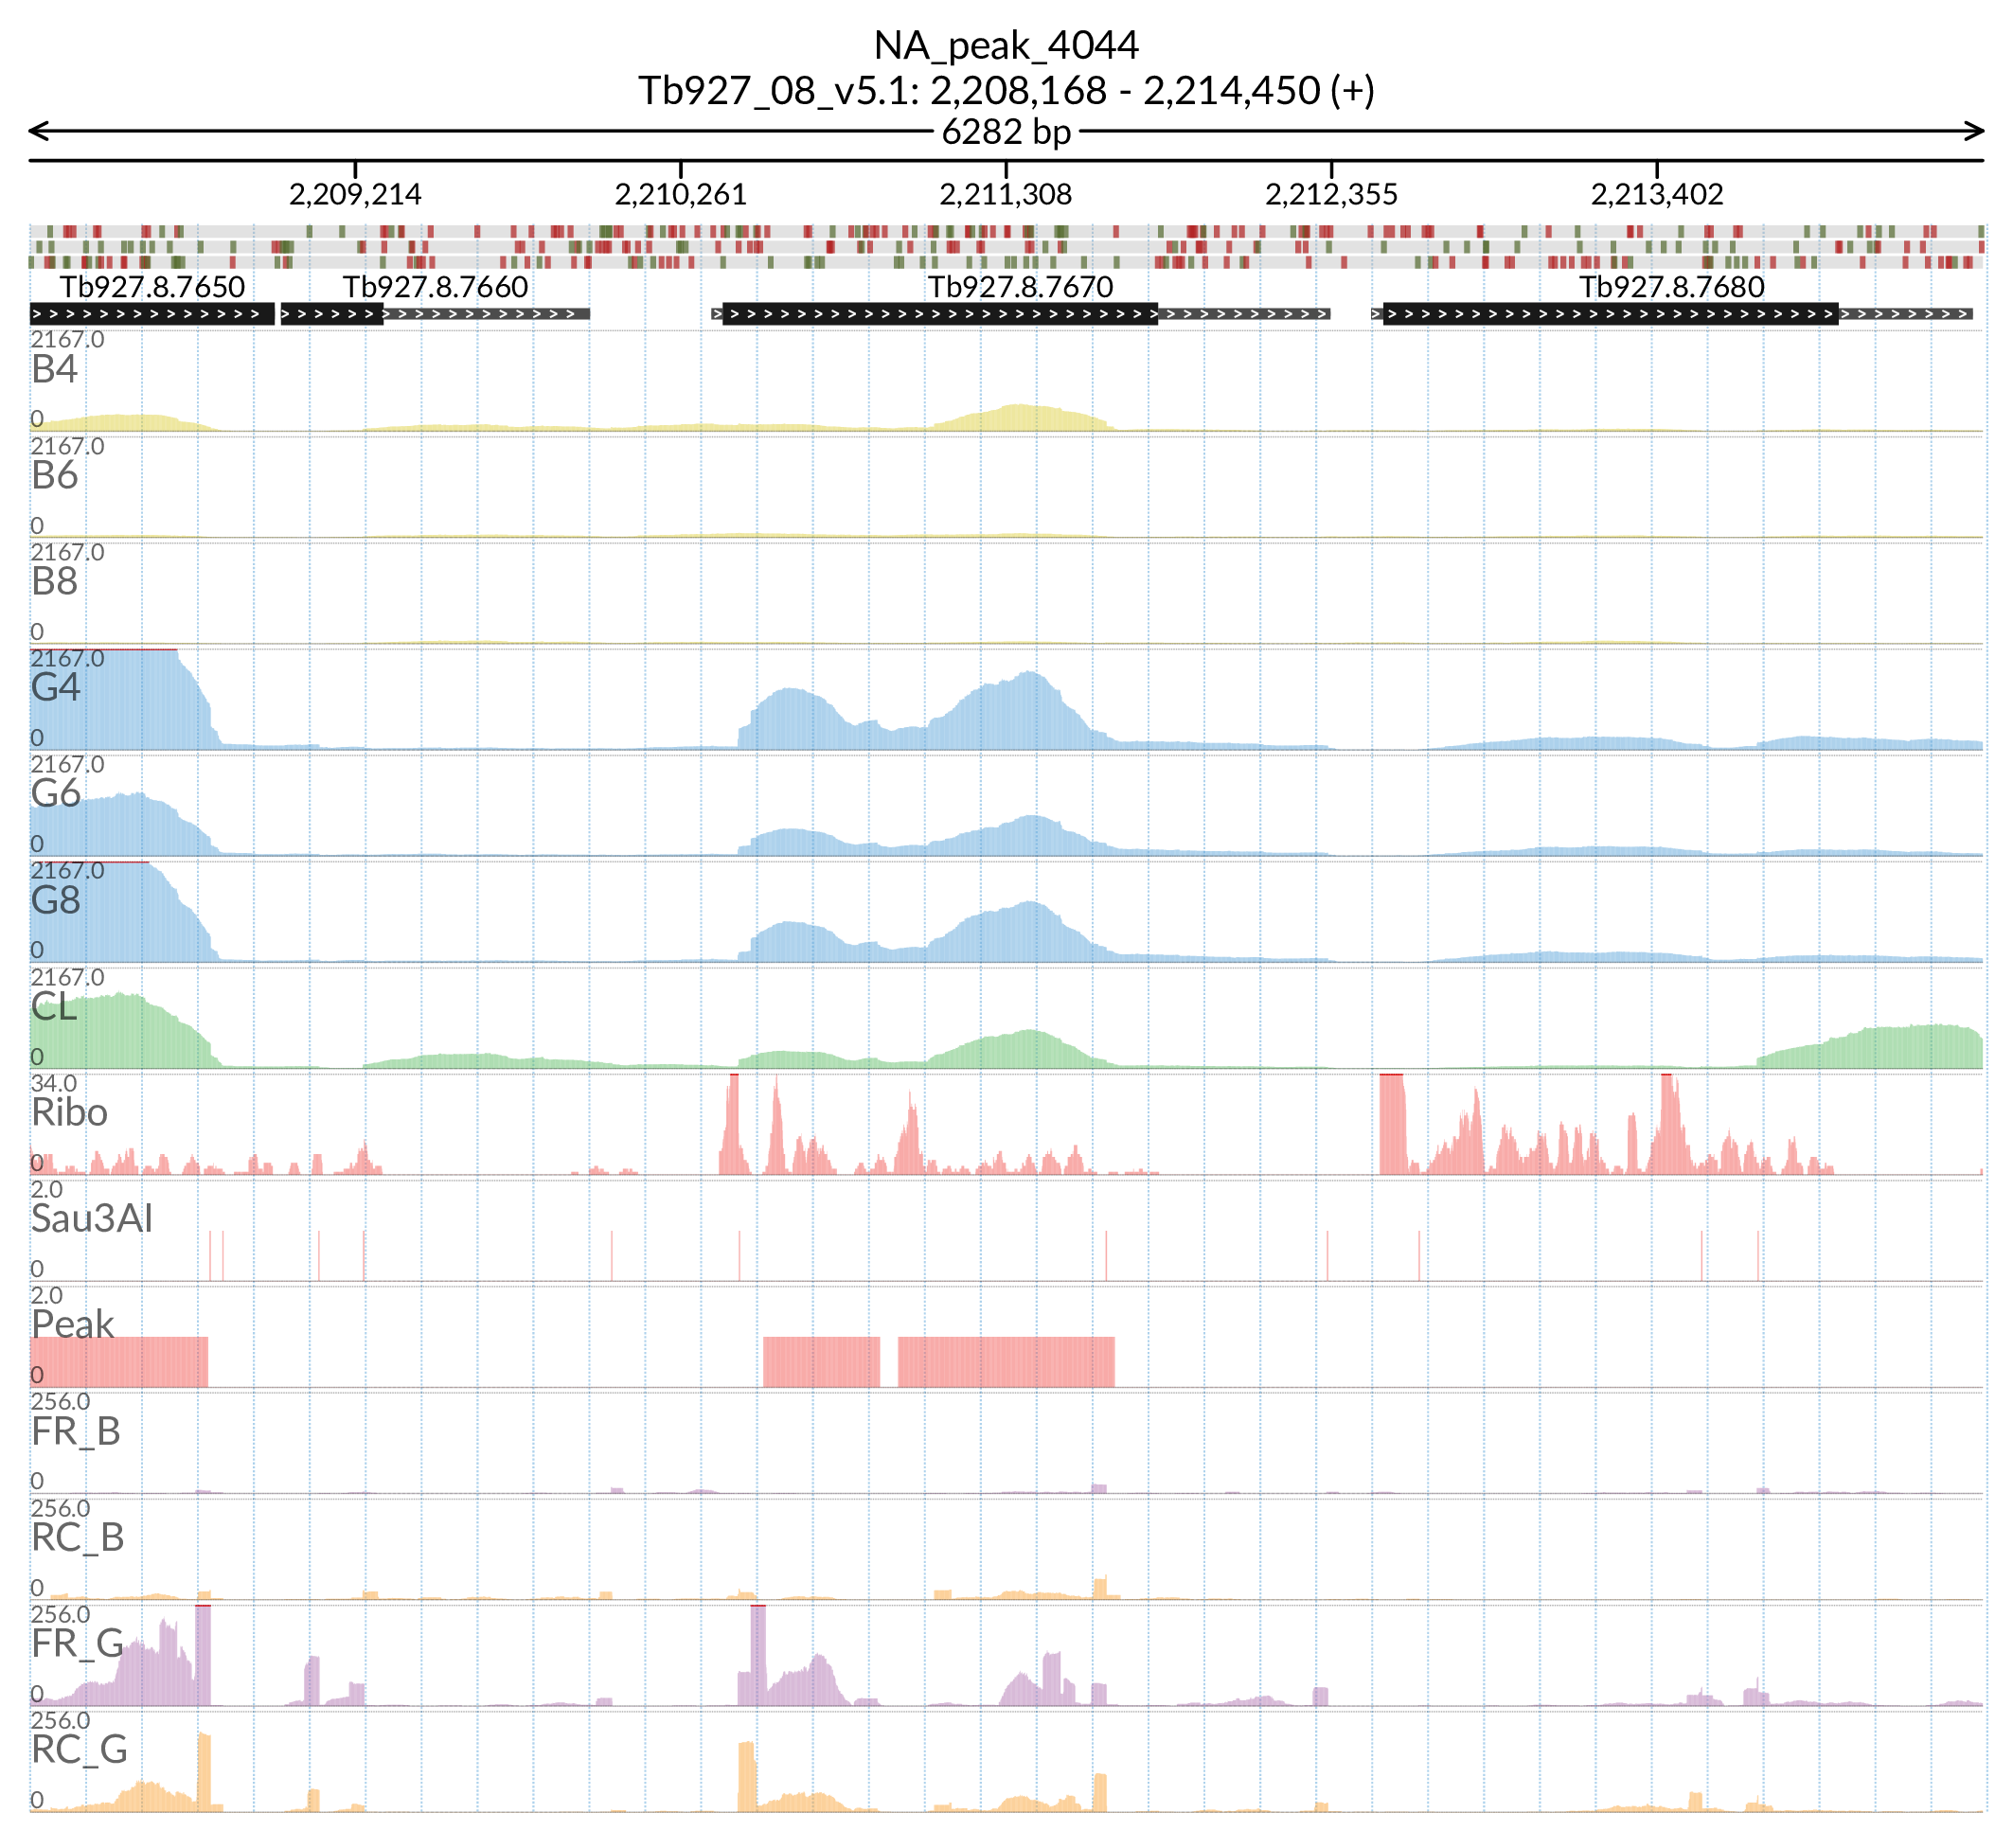 NA_peak_4044
Tb927_08_v5.1: 2,208,168 - 2,214,450 (+)
6282 bp
2,209,214 2,210,261 2,211,308 2,212,355 2,213,402
Tb927.8.7650 Tb927.8.7660 Tb927.8.7670 Tb927.8.7680
2167.0
B4
0
2167.0
B6
0
2167.0
B8
0
2167.0
G4
0
2167.0
G6
0
2167.0
G8
0
2167.0
CL
0
34.0
Ribo
0
2.0
Sau3AI
0
2.0
Peak
0
256.0
FR_B
0
256.0
RC_B
0
256.0
FR_G
0
256.0
RC_G
0